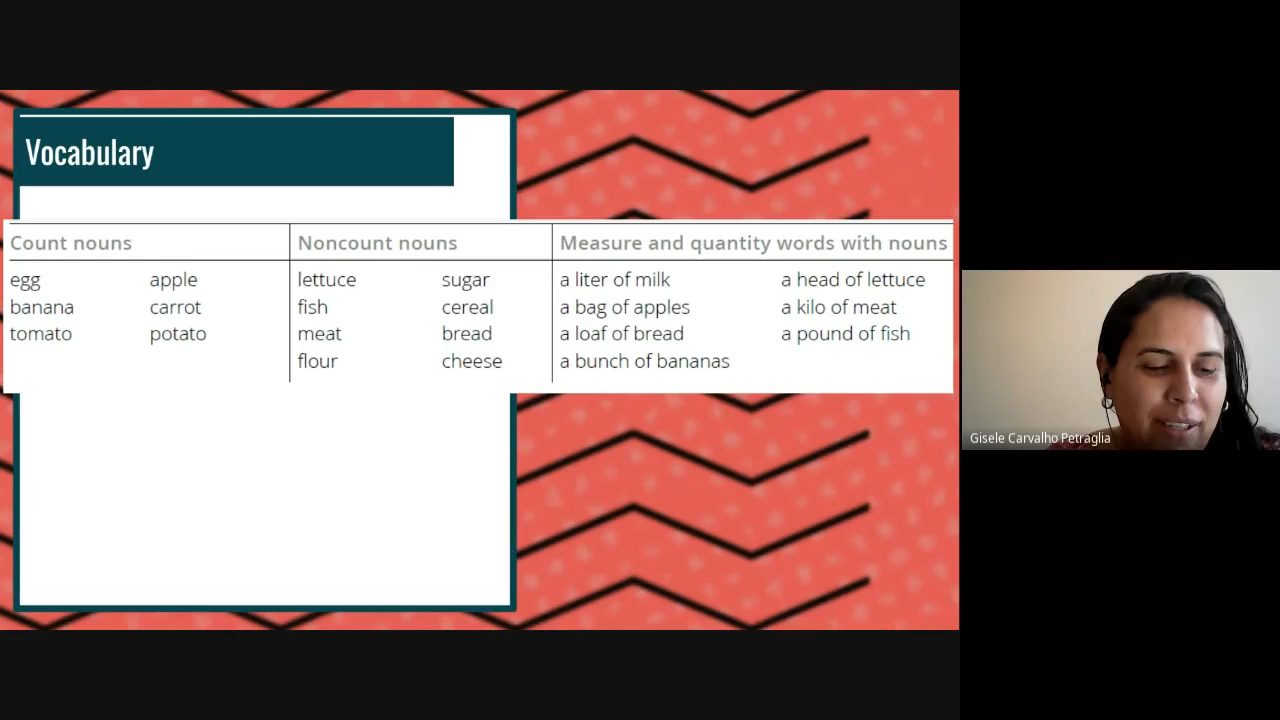 Vocabulary
Count nouns Noncount nouns Measure and quantity words with nouns
egg apple lettuce sugar a liter of milk a head of lettuce
banana carrot fish cereal a bag of apples a kilo of meat
tomato potato meat bread a loaf of bread a pound of fish
flour cheese a bunch of bananas
Gisele Carvalho Petraglia